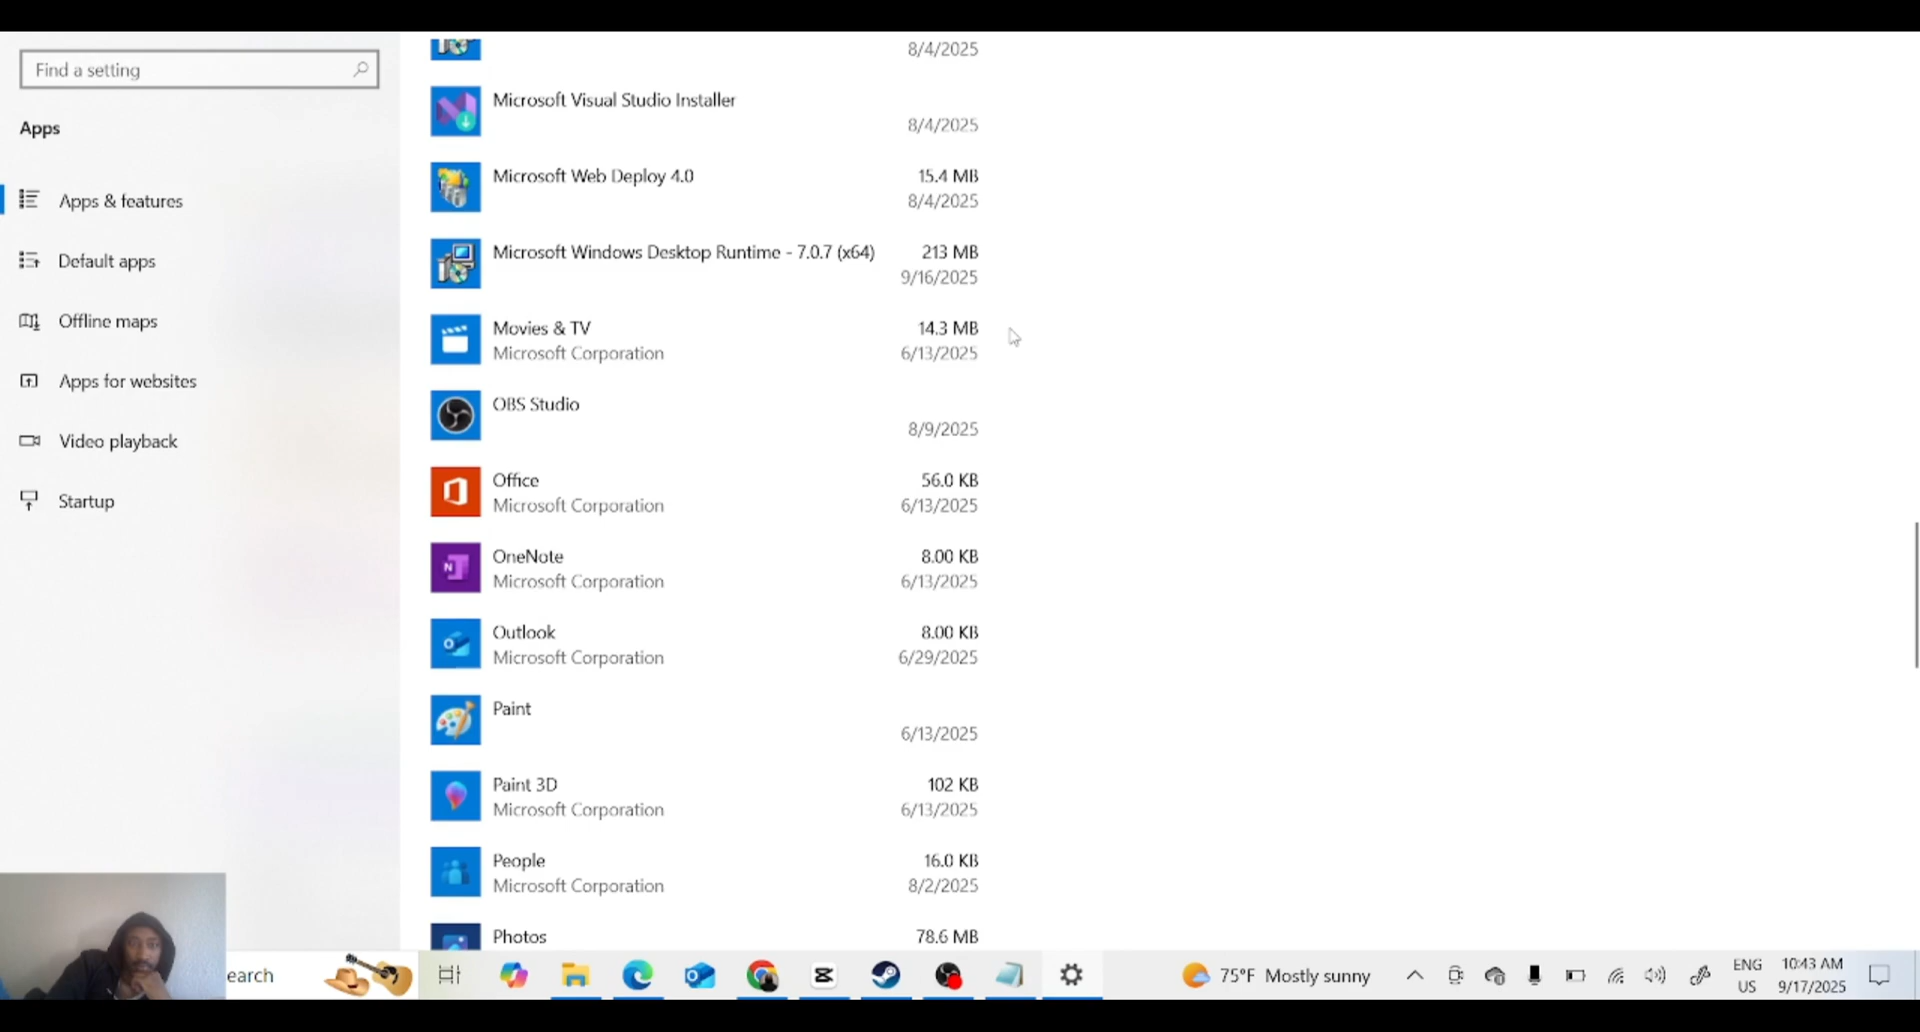 Find a setting
Apps
Apps & features
Default apps
Offline maps
Apps for websites
Video playback
Startup
8/4/2025
Microsoft Visual Studio Installer
8/4/2025
Microsoft Web Deploy 4.0 15.4 MB
8/4/2025
Microsoft Windows Desktop Runtime - 7.0.7 (x64) 213 MB
9/16/2025
Movies & TV 14.3 MB
Microsoft Corporation 6/13/2025
OBS Studio
8/9/2025
Office 56.0 KB
Microsoft Corporation 6/13/2025
OneNote 8.00 KB
Microsoft Corporation 6/13/2025
Outlook 8.00 KB
Microsoft Corporation 6/29/2025
Paint
6/13/2025
Paint 3D 102 KB
Microsoft Corporation 6/13/2025
People 16.0 KB
Microsoft Corporation 8/2/2025
Photos 78.6 MB
earch
75°F Mostly sunny
ENG
US
10:43 AM
9/17/2025